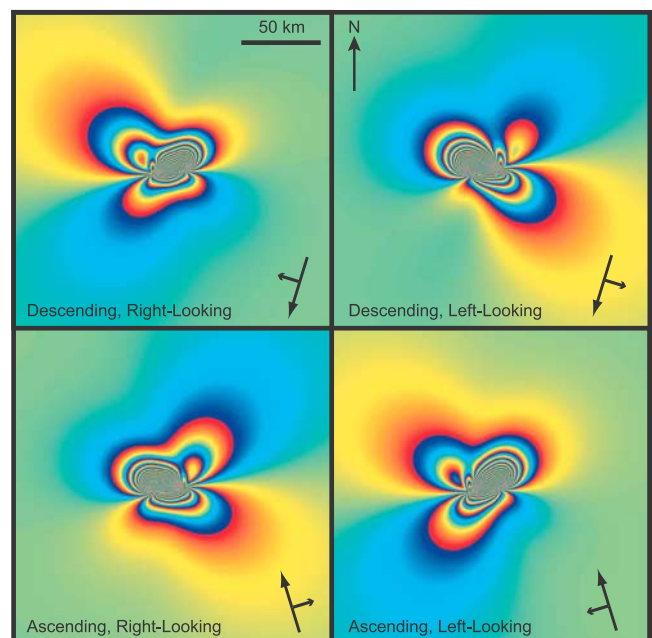 50 km
N
Descending, Right-Looking
Descending, Left-Looking
Ascending, Right-Looking
Ascending, Left-Looking